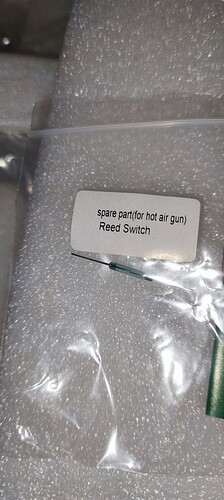 spare part(for hot air gun)
Reed Switch